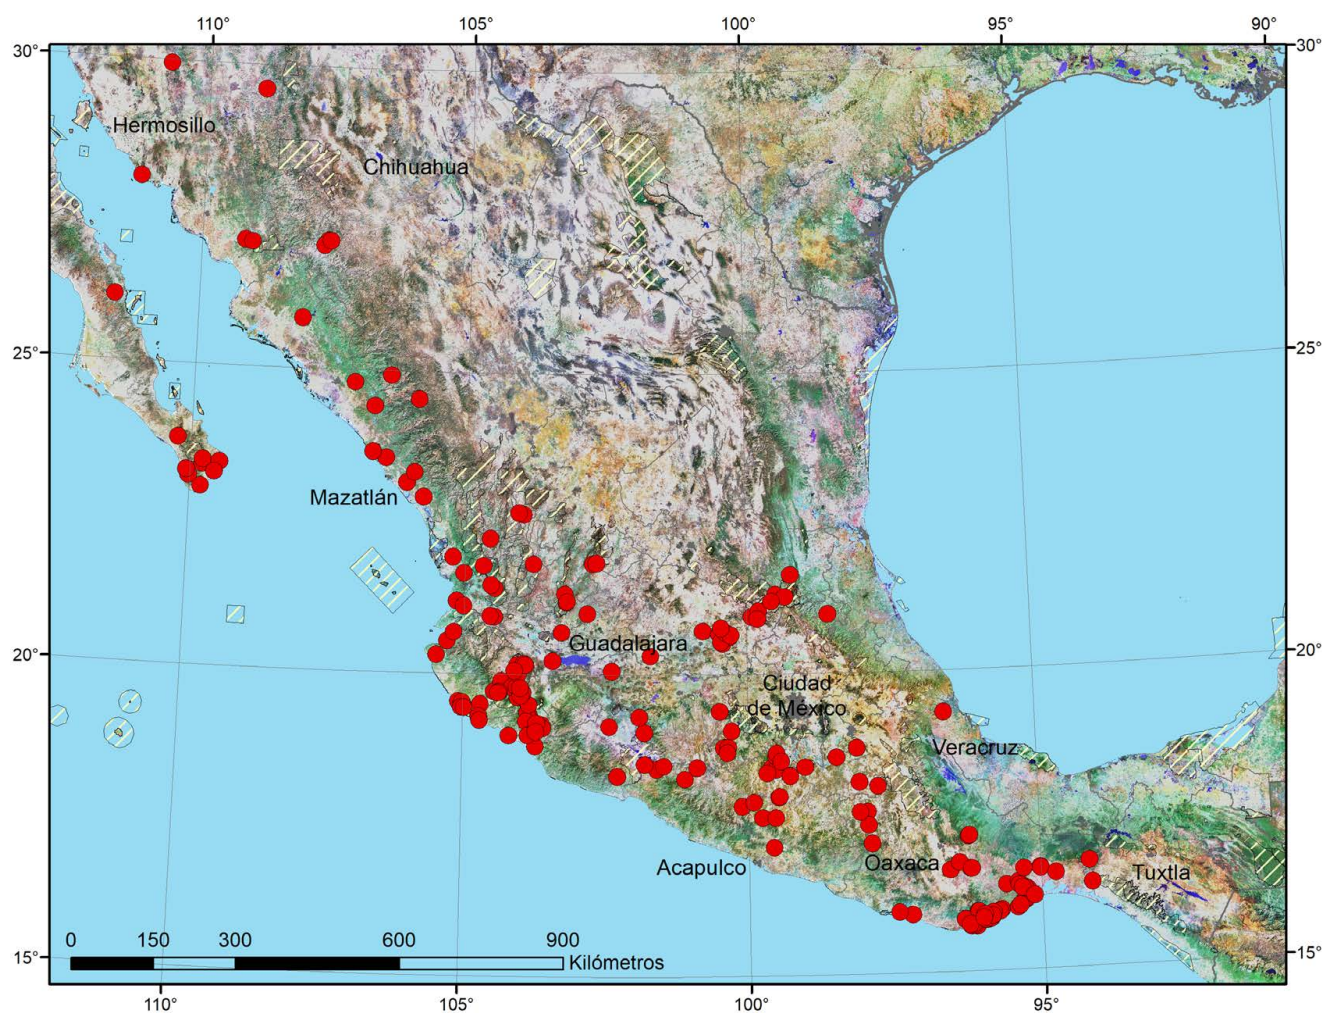 110°
105°
100°
95°
90°
30°
30°
Hermosillo
Chihuahua
25°
25°
Mazatlán
20°
20°
Guadalajara
Ciudad
de México
Veracruz
Acapulco
Oaxaca
Tuxtla
0
150
300
600
900
Kilómetros
15°
15°
110°
105°
100°
95°